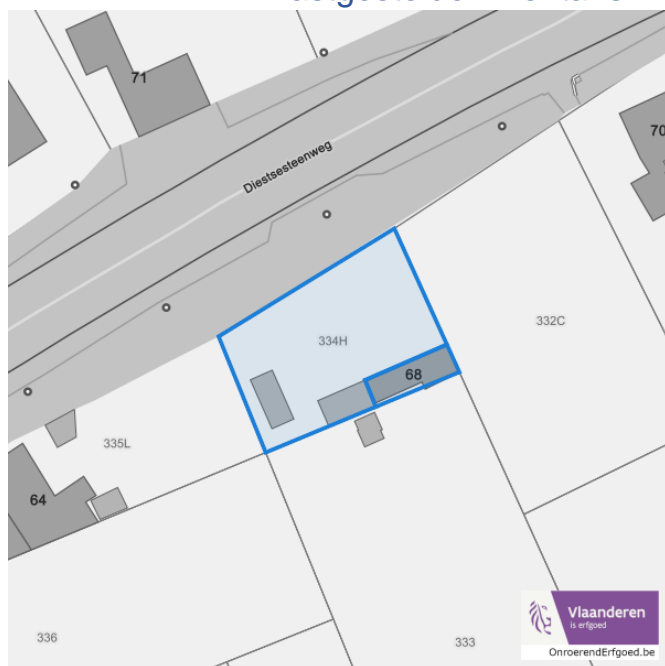 71
Diestsesteenweg
70
332C
334H
68
335L
64
336
333
Vlaanderen
is erfgoed
OnroerendErfgoed.be